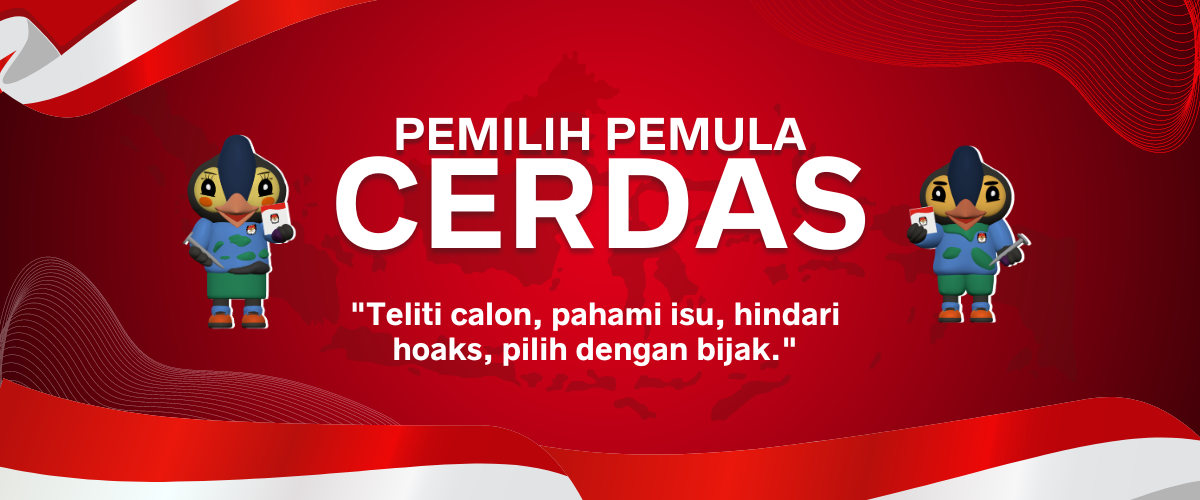 PEMILIH PEMULA
CERDAS
"Teliti calon, pahami isu, hindari
hoaks, pilih dengan bijak."